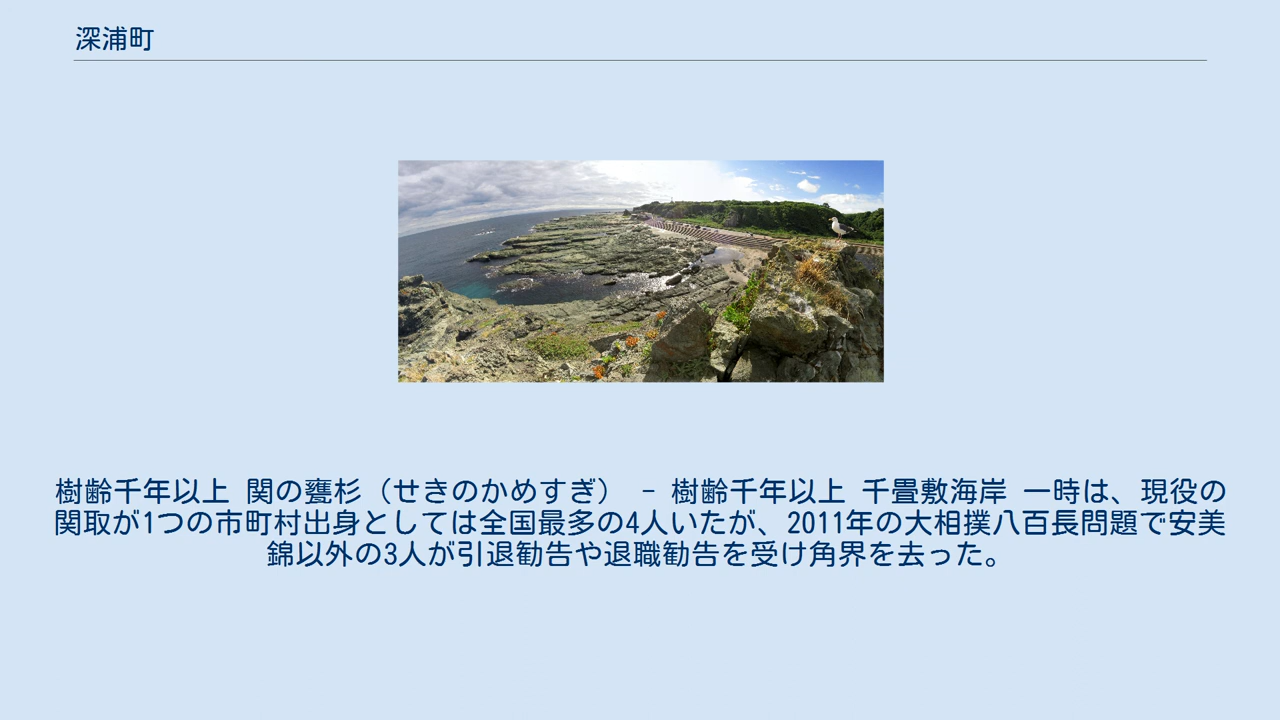 深浦町
樹齢千年以上 関の甕杉（せきのかめすぎ） - 樹齢千年以上 千畳敷海岸 一時は、現役の
関取が1つの市町村出身としては全国最多の4人いたが、2011年の大相撲八百長問題で安美
錦以外の3人が引退勧告や退職勧告を受け角界を去った。